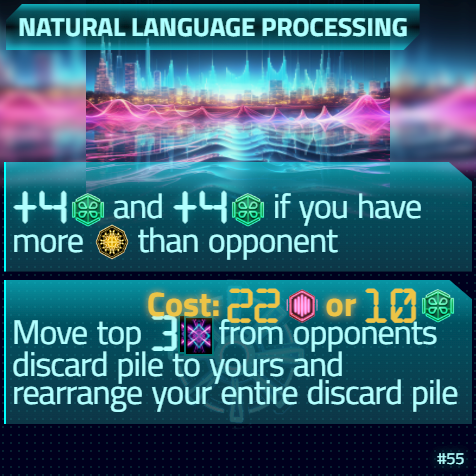 NATURAL LANGUAGE PROCESSING
+4 and +4 if you have
more than opponent
Cost: 22 or 10
Move top 3 from opponents
discard pile to yours and
rearrange your entire discard pile
#55